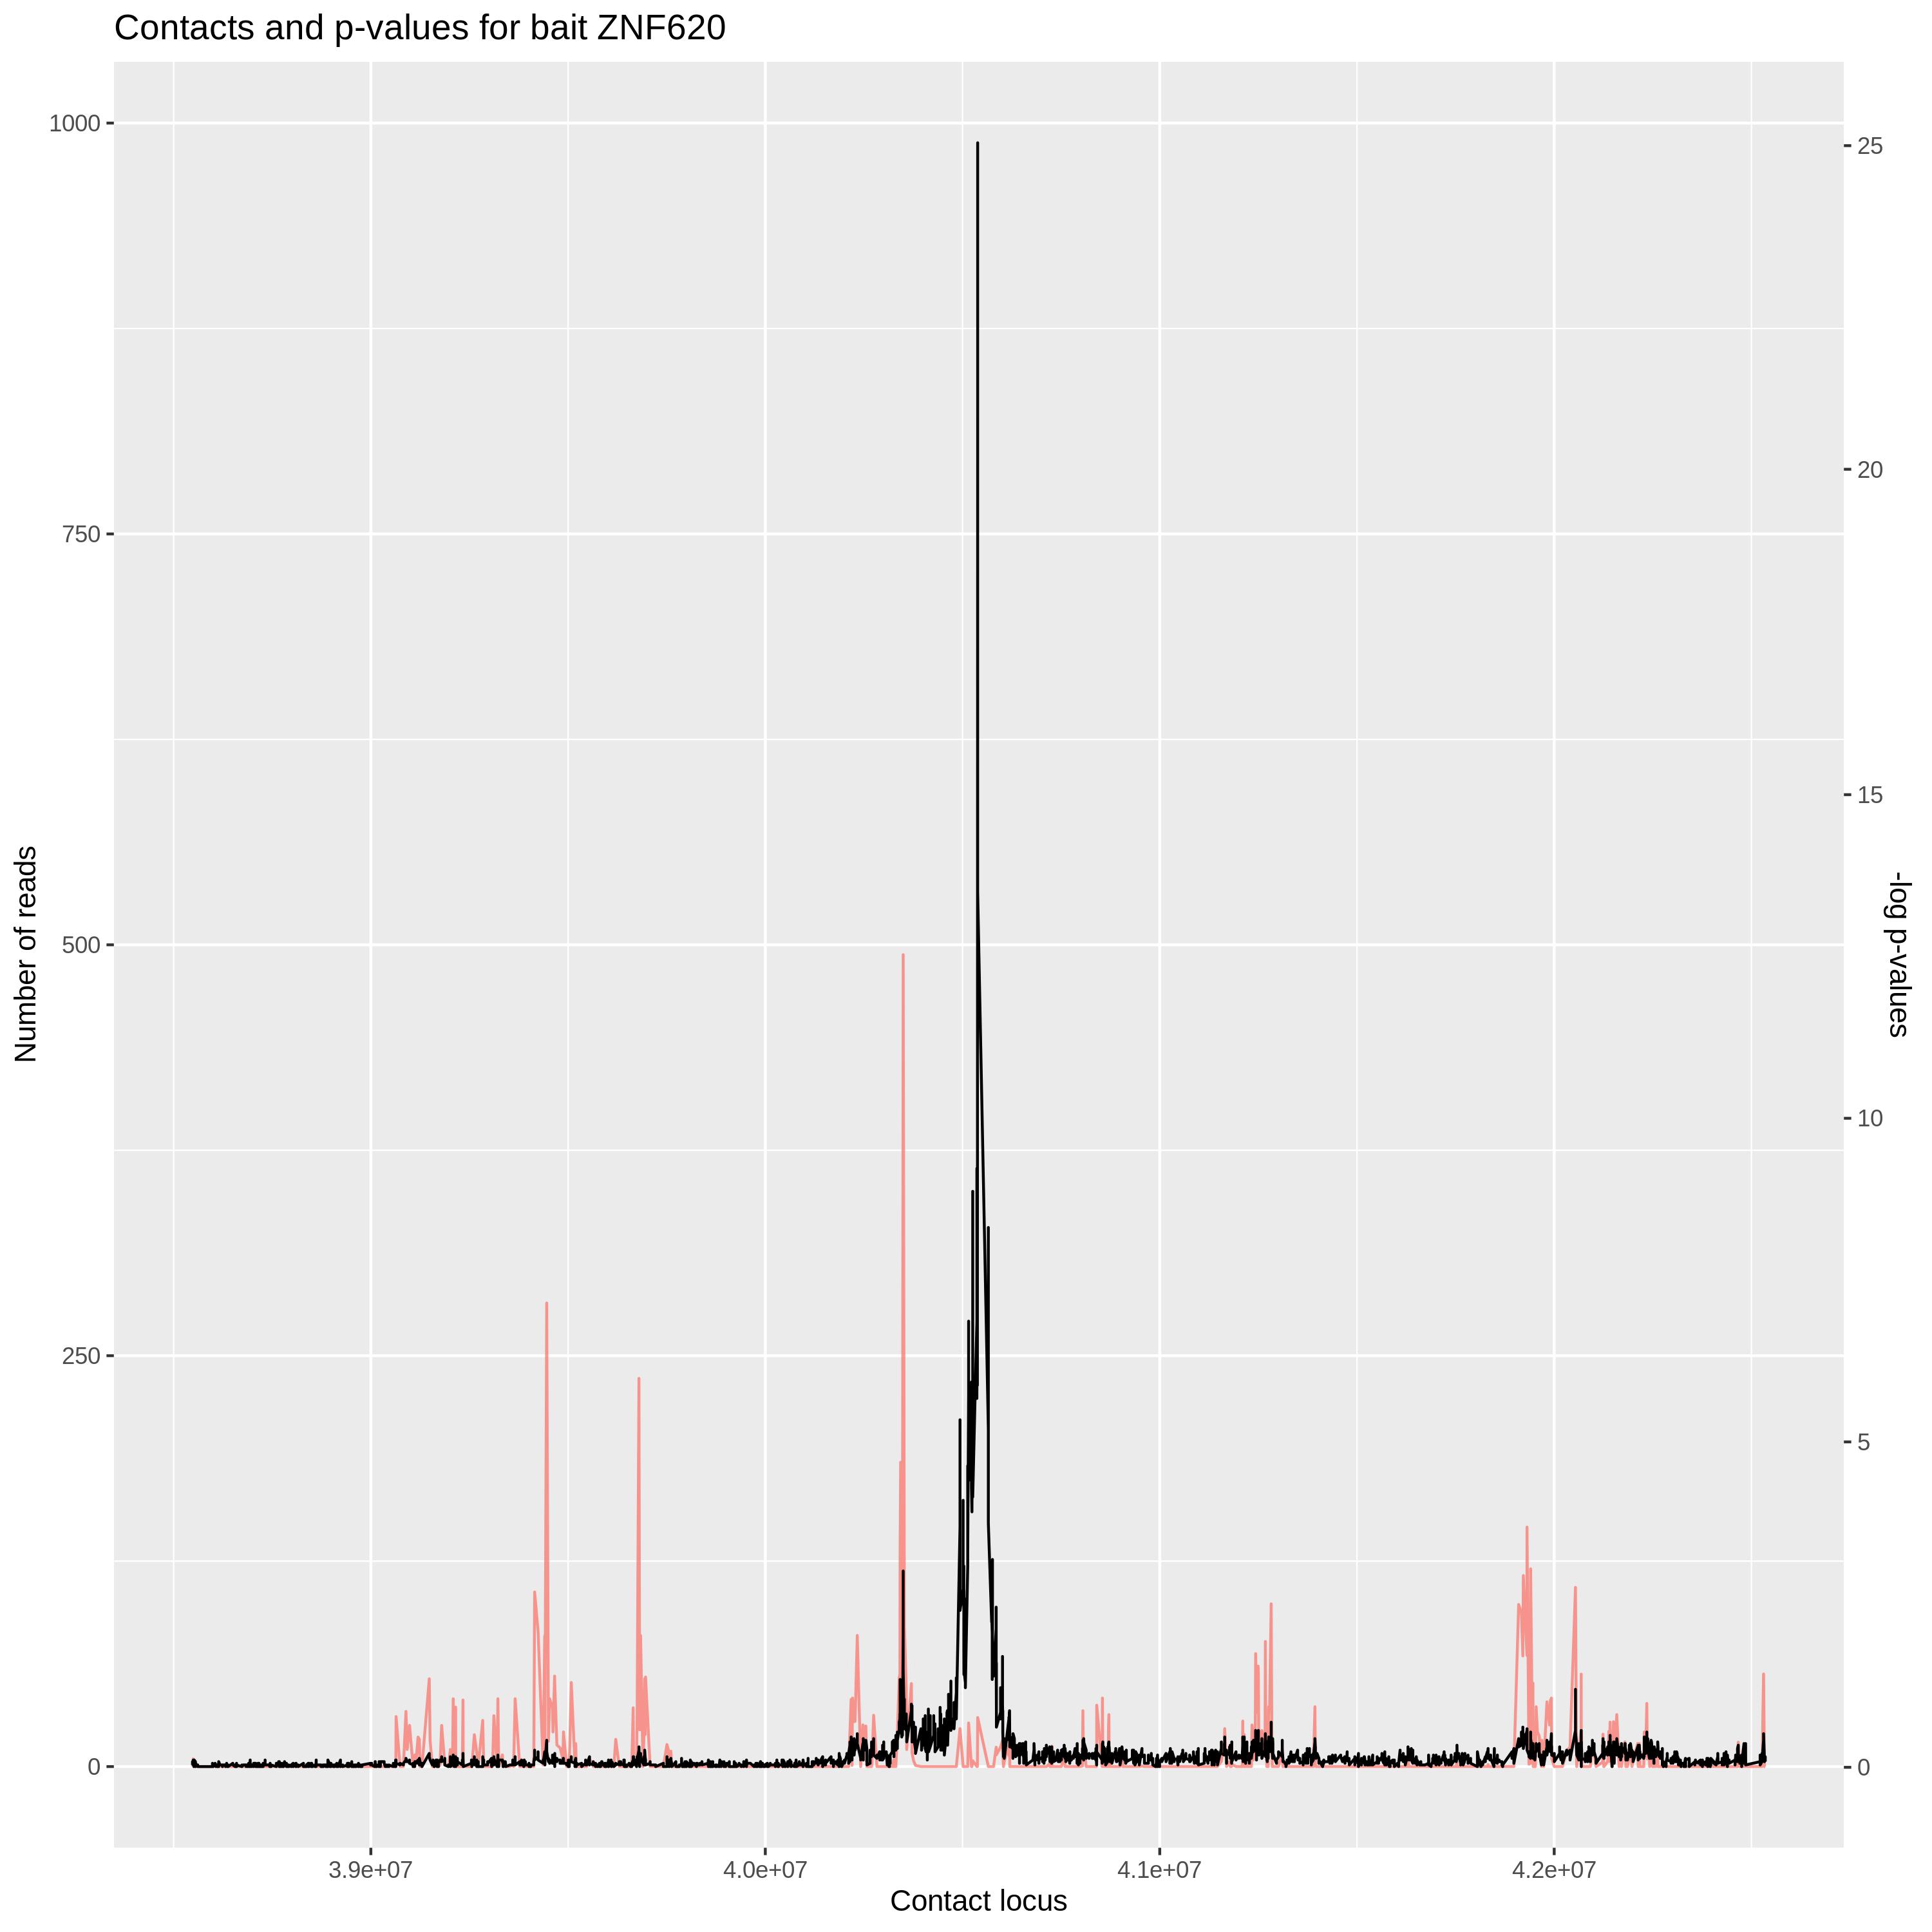 Contacts and p-values for bait ZNF620
1000
750
500
250
0
Number of reads
25
20
15
10
5
0
-log p-values
3.9e+07 4.0e+07 4.1e+07 4.2e+07
Contact locus